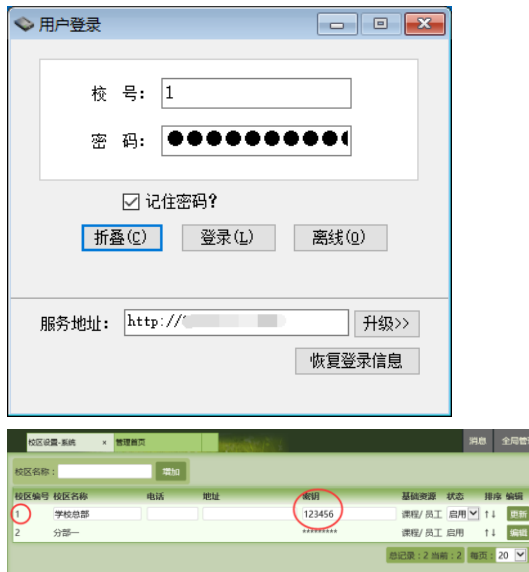 用户登录
校 号: 1
密 码: ●●●●●●●●●●
记住密码?
折叠(C) 登录(L) 离线(O)
服务地址: http:// 升级>>
恢复登录信息
校区设置-系统 × 管理首页 消息 全局管
校区名称: 增加
校区编号 校区名称 电话 地址 密钥 基础资源 状态 排序 编辑
1 学校总部 123456 课程/ 员工 启用 ↑↓ 更新
2 分部一 ********* 课程/ 员工 启用 ↑↓ 编辑
总记录:2 当前:2 每页:20